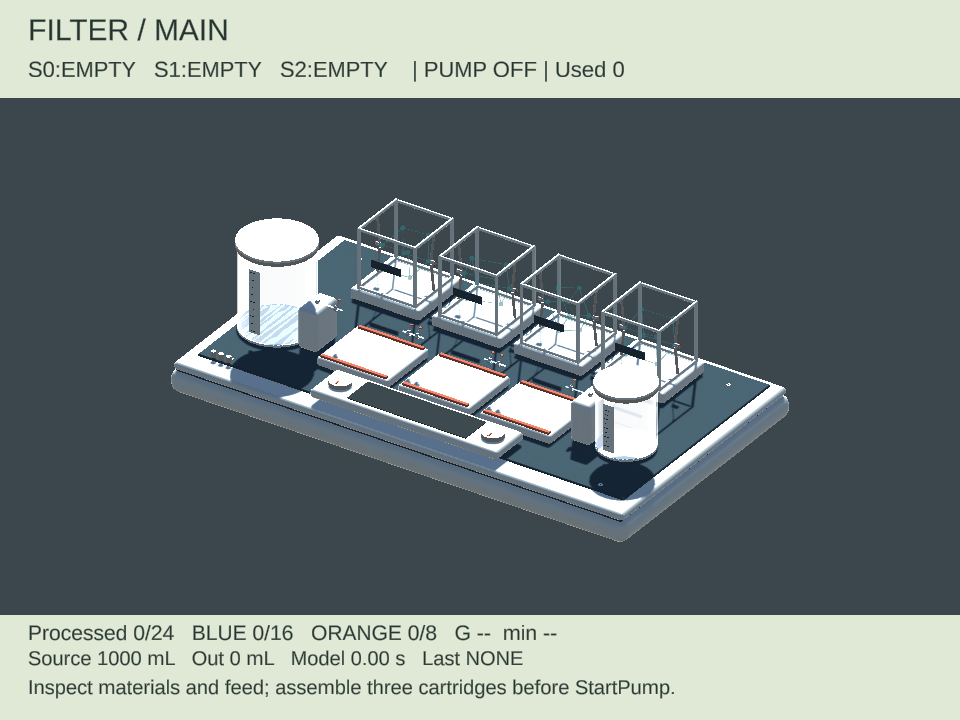 FILTER / MAIN
S0:EMPTY S1:EMPTY S2:EMPTY | PUMP OFF | Used 0
Processed 0/24 BLUE 0/16 ORANGE 0/8 G -- min --
Source 1000 mL Out 0 mL Model 0.00 s Last NONE
Inspect materials and feed; assemble three cartridges before StartPump.